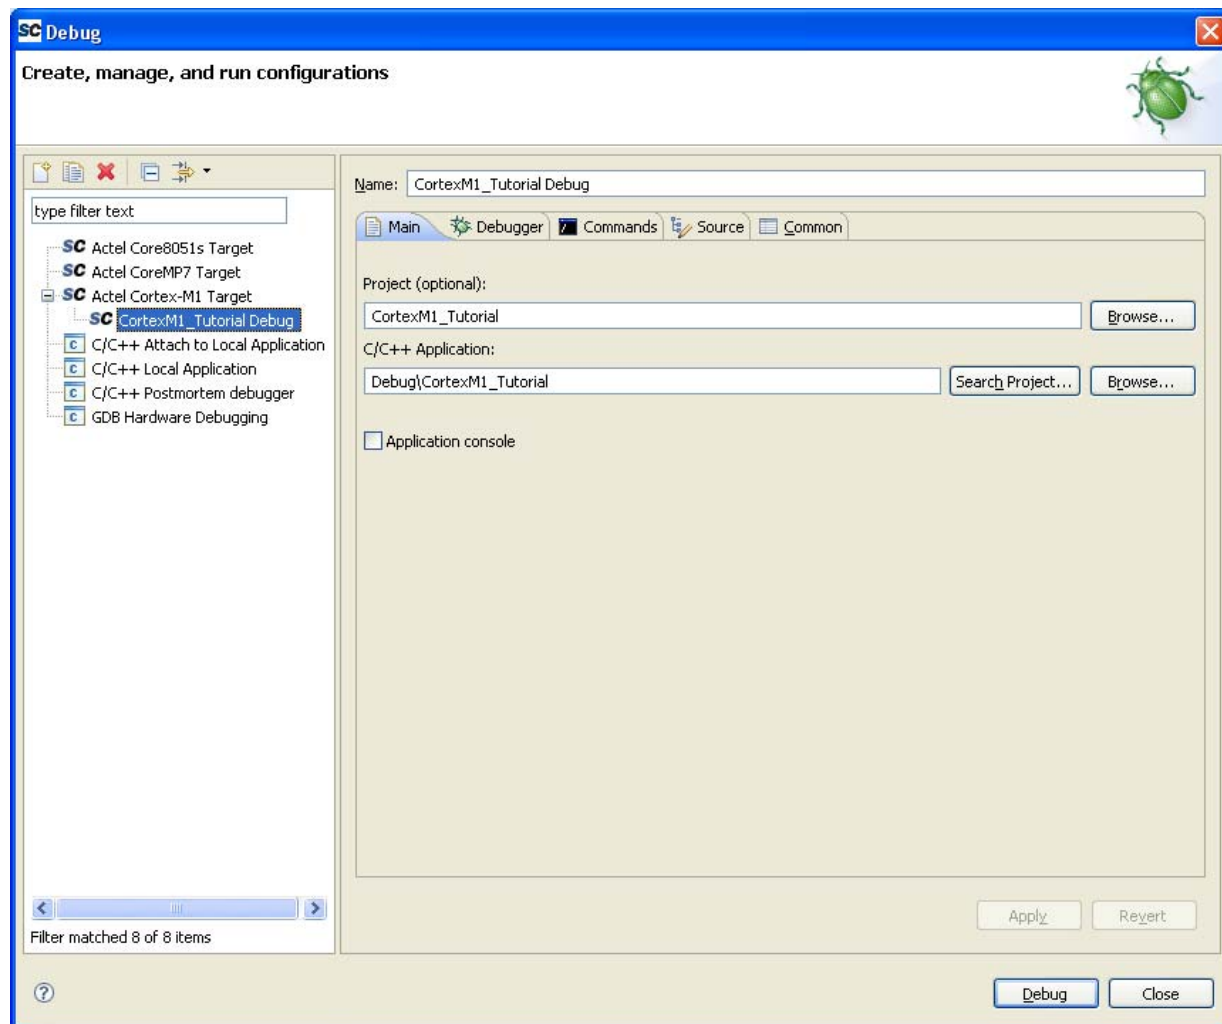 SC Debug
Create, manage, and run configurations
type filter text
SC Actel Core8051s Target
SC Actel CoreMP7 Target
SC Actel Cortex-M1 Target
SC CortexM1_Tutorial Debug
c C/C++ Attach to Local Application
c C/C++ Local Application
c C/C++ Postmortem debugger
c GDB Hardware Debugging
Filter matched 8 of 8 items
Name: CortexM1_Tutorial Debug
Main Debugger Commands Source Common
Project (optional):
CortexM1_Tutorial Browse...
C/C++ Application:
Debug\CortexM1_Tutorial Search Project... Browse...
Application console
Apply Revert
? Debug Close